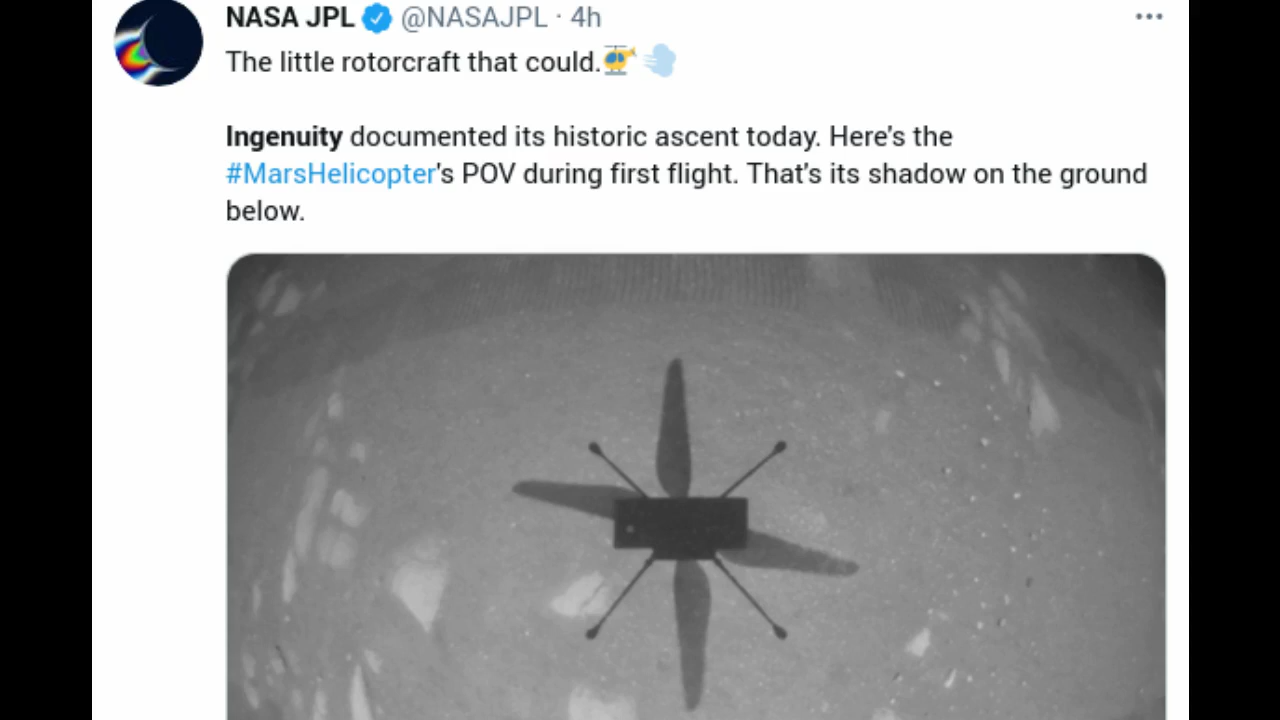 NASA JPL @NASAJPL · 4h
The little rotorcraft that could.🚁💨
Ingenuity documented its historic ascent today. Here's the
#MarsHelicopter's POV during first flight. That's its shadow on the ground
below.